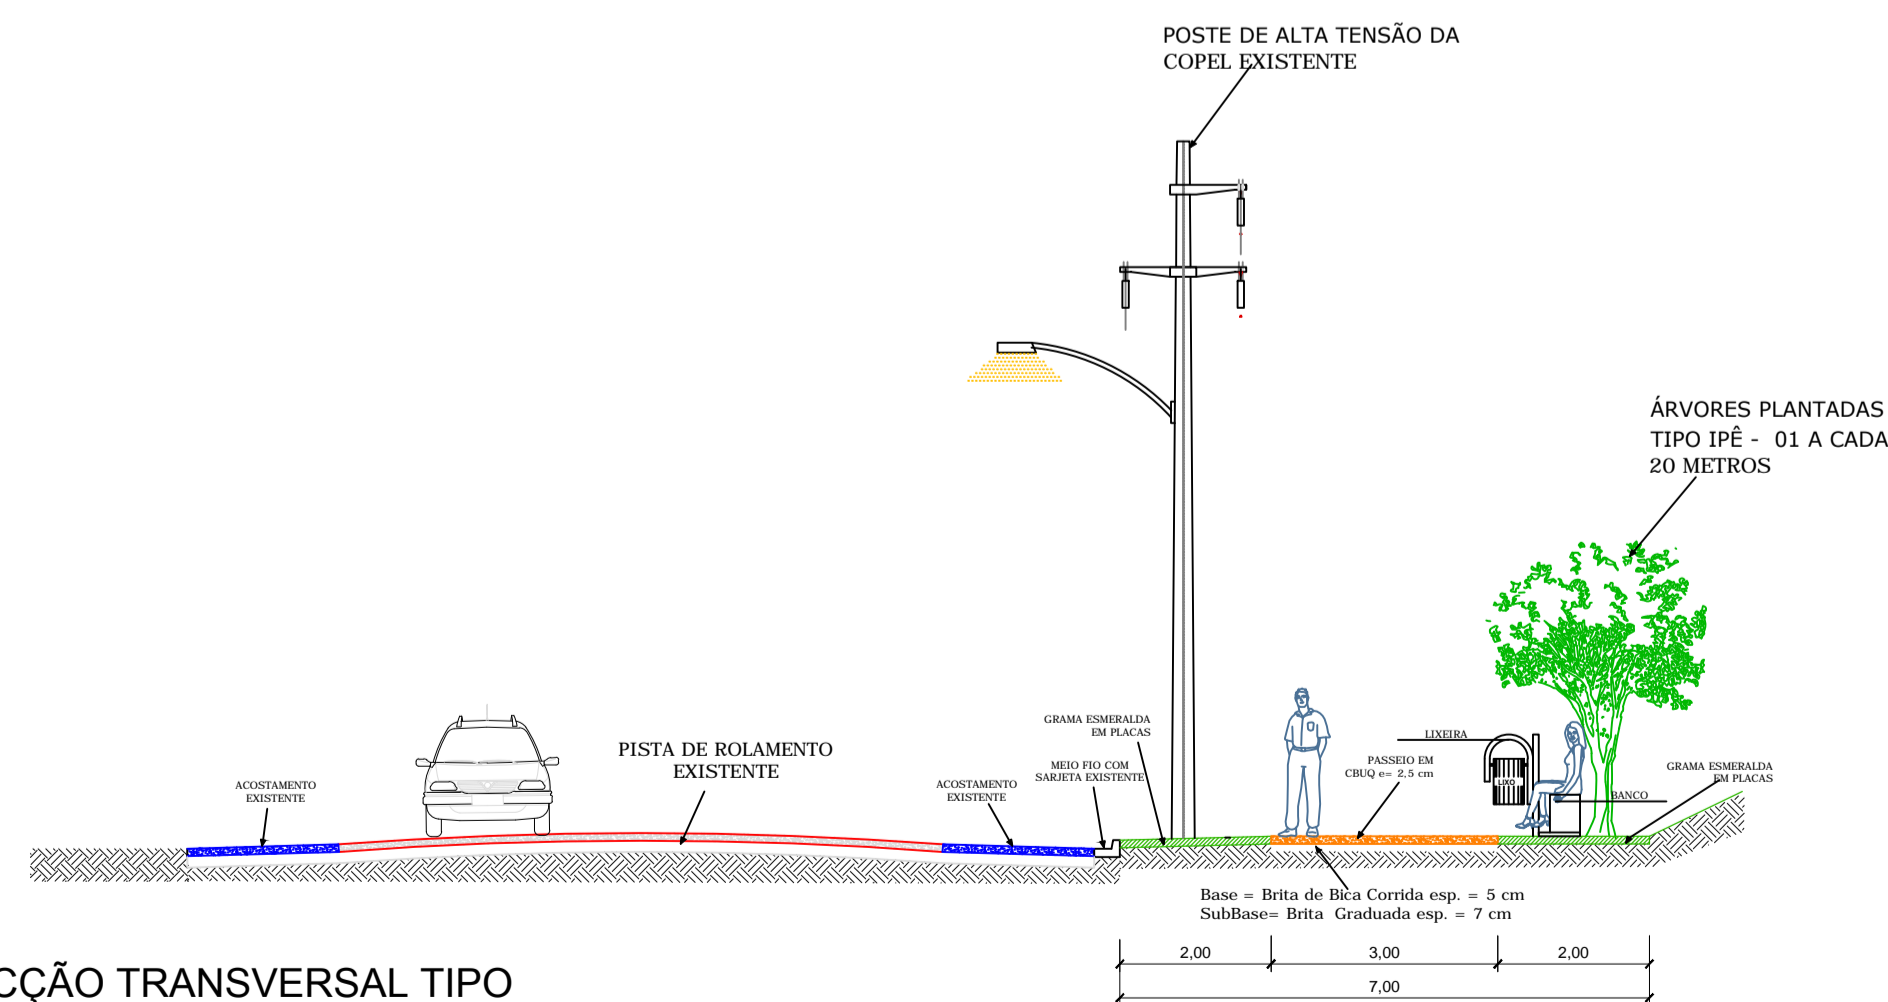 POSTE DE ALTA TENSÃO DA
COPEL EXISTENTE
ÁRVORES PLANTADAS
TIPO IPÊ - 01 A CADA
20 METROS
GRAMA ESMERALDA
EM PLACAS
PISTA DE ROLAMENTO
EXISTENTE
LIXEIRA
PASSEIO EM
CBUQ e= 2,5 cm
MEIO FIO COM
SARJETA EXISTENTE
GRAMA ESMERALDA
EM PLACAS
ACOSTAMENTO
EXISTENTE
ACOSTAMENTO
EXISTENTE
LIXO
BANCO
Base = Brita de Bica Corrida esp. = 5 cm
SubBase= Brita Graduada esp. = 7 cm
2,00
3,00
2,00
7,00
CÇÃO TRANSVERSAL TIPO